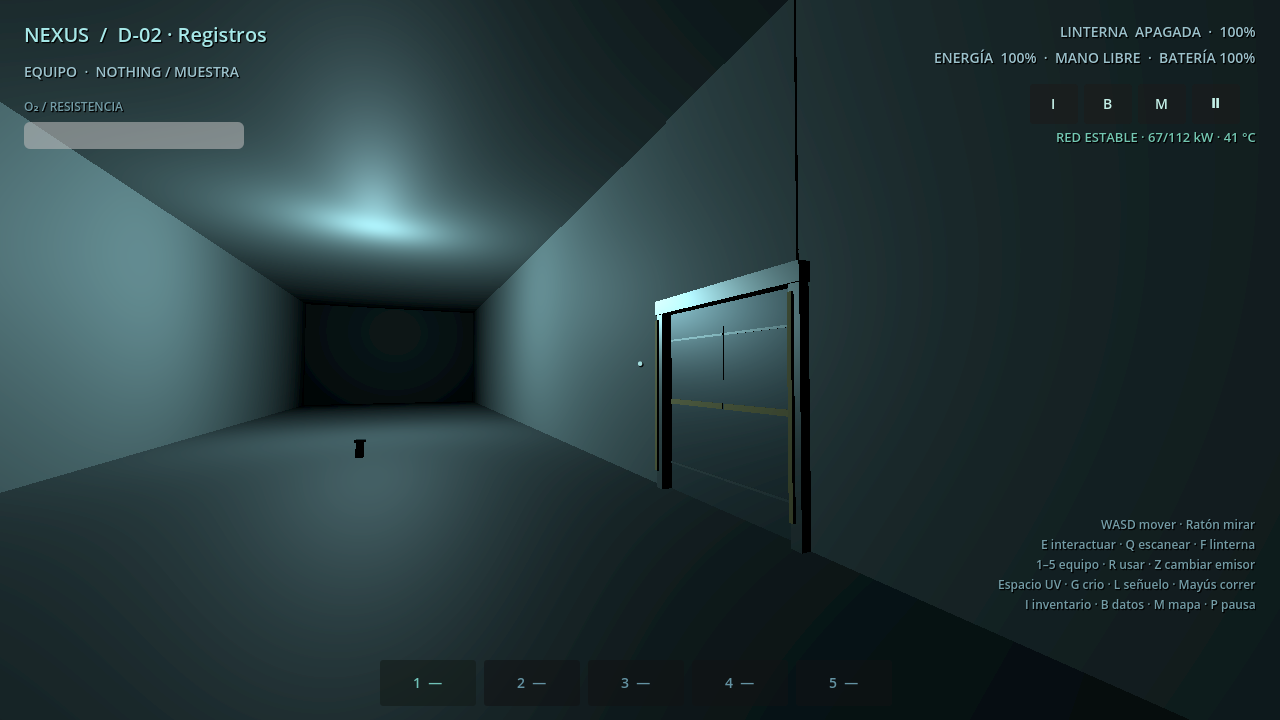 NEXUS / D-02 · Registros
EQUIPO · NOTHING / MUESTRA
O₂ / RESISTENCIA
LINTERNA APAGADA · 100%
ENERGÍA 100% · MANO LIBRE · BATERÍA 100%
I B M II
RED ESTABLE · 67/112 kW · 41 °C
WASD mover · Ratón mirar
E interactuar · Q escanear · F linterna
1–5 equipo · R usar · Z cambiar emisor
Espacio UV · G crio · L señuelo · Mayús correr
I inventario · B datos · M mapa · P pausa
1 — 2 — 3 — 4 — 5 —